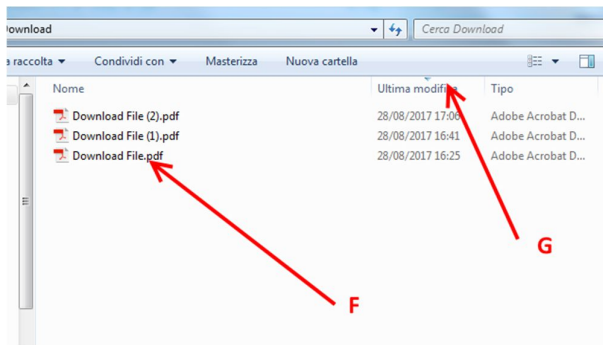 Download
Cerca Download
a raccolta
Condividi con
Masterizza
Nuova cartella
Nome
Ultima modifica
Tipo
Download File (2).pdf
28/08/2017 17:06
Adobe Acrobat D...
Download File (1).pdf
28/08/2017 16:41
Adobe Acrobat D...
Download File.pdf
28/08/2017 16:25
Adobe Acrobat D...
G
F